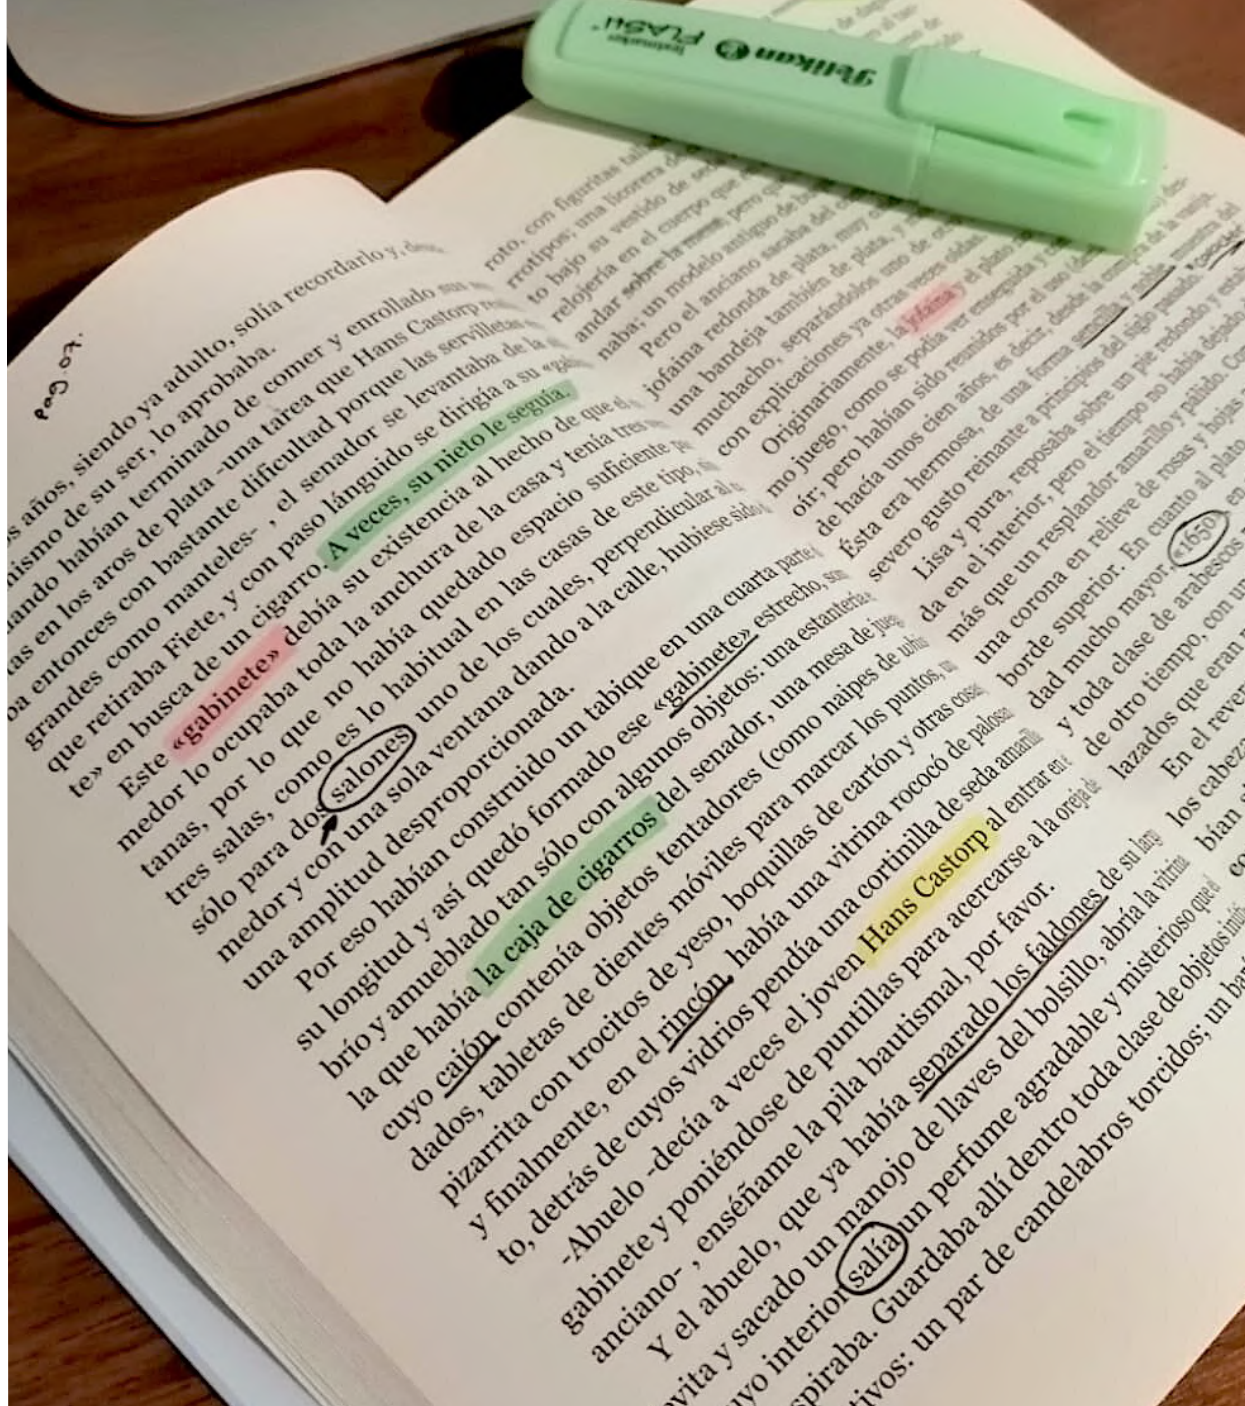 pag. 07.
s años, siendo ya adulto, solía recordarlo y,
ismo de su ser, lo aprobaba.
ando habían terminado de comer y enrollado sus
as en los aros de plata -una tarea que Hans Castorp
ba entonces con bastante dificultad porque las servilletas
grandes como manteles- , el senador se levantaba de la
que retiraba Fiete, y con paso lánguido se dirigía a su «gabi
te» en busca de un cigarro. A veces, su nieto le seguía.
Este «gabinete» debía su existencia al hecho de que el
medor lo ocupaba toda la anchura de la casa y tenía tres
tanas, por lo que no había quedado espacio suficiente
tres salas, como es lo habitual en las casas de este tipo,
sólo para dos salones uno de los cuales, perpendicular al
medor y con una sola ventana dando a la calle, hubiese sido
una amplitud desproporcionada.
Por eso habían construido un tabique en una cuarta parte
su longitud y así quedó formado ese «gabinete» estrecho,
brío y amueblado tan sólo con algunos objetos: una estantería
la que había la caja de cigarros del senador, una mesa de
cuyo cajón contenía objetos tentadores (como naipes de
dados, tabletas de dientes móviles para marcar los puntos,
pizarrita con trocitos de yeso, boquillas de cartón y otras cosas
y finalmente, en el rincón, había una vitrina rococó de
to, detrás de cuyos vidrios pendía una cortinilla de seda
-Abuelo -decía a veces el joven Hans Castorp al entrar en
gabinete y poniéndose de puntillas para acercarse a la oreja de
anciano- , enséñame la pila bautismal, por favor.
Y el abuelo, que ya había separado los faldones de su
evita y sacado un manojo de llaves del bolsillo, abría la vitrina
uyo interior salía un perfume agradable y misterioso que el
spiraba. Guardaba allí dentro toda clase de objetos
tivos: un par de candelabros torcidos; un
Pelikan
textmarker
FLASH
roto, con figuritas
rrotipos; una licorera
to bajo su vestido de
relojería en el cuerpo que
andar sobre la mesa, pero
naba; un modelo antiguo de
Pero el anciano sacaba del
jofaina redonda de plata, muy
una bandeja también de plata, y
muchacho, separándolos uno de
con explicaciones ya otras veces oídas.
Originariamente, la jofaina y el plato
mo juego, como se podía ver enseguida y
oír; pero habían sido reunidos por el uso
de hacía unos cien años, es decir, desde la compra de la vasija.
Ésta era hermosa, de una forma sencilla y noble, muestra del
severo gusto reinante a principios del siglo pasado.
Lisa y pura, reposaba sobre un pie redondo y
da en el interior, pero el tiempo no había dejado
más que un resplandor amarillo y pálido.
una corona en relieve de rosas y hojas
borde superior. En cuanto al plato,
dad mucho mayor, «1650», en
y toda clase de arabescos
de otro tiempo, con
lazados que eran
En el rever
los cabeza
bían